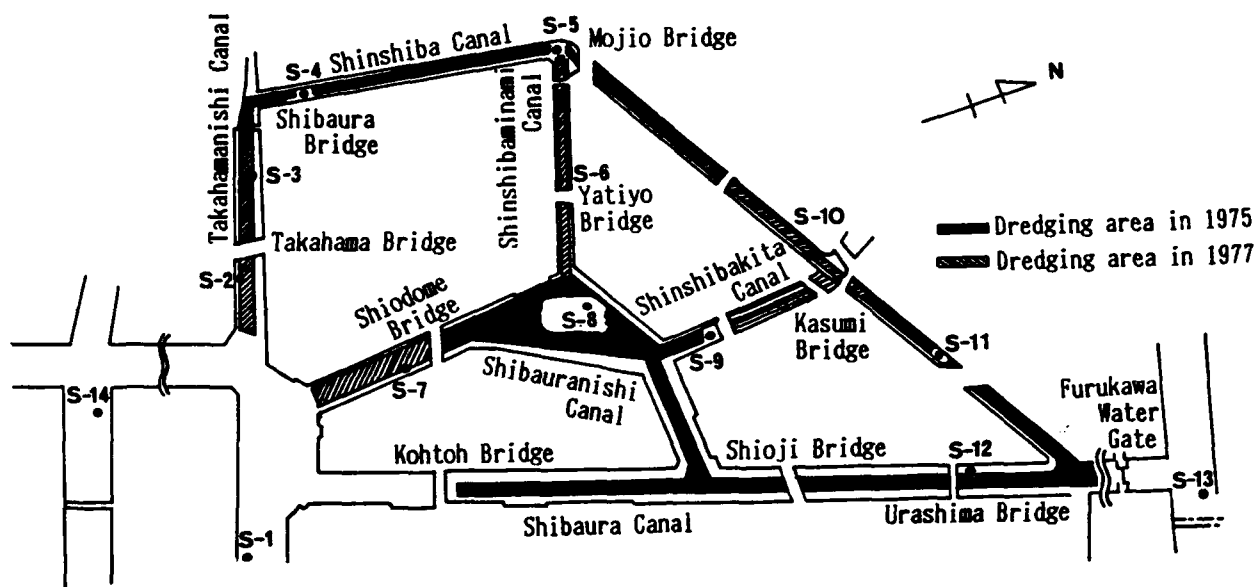 Takahamanishi Canal
Shinshiba Canal
S-5
Mojio Bridge
S-4
Shibaura
Bridge
Shinshibaminami
Canal
N
S-3
S-6
Yatiyo
Bridge
S-10
Dredging area in 1975
Dredging area in 1977
Takahama Bridge
S-2
Shinshibakita
Canal
Shiodome
Bridge
S-8
Kasumi
Bridge
S-9
S-11
S-7
Shibauranishi
Canal
S-14
Furukawa
Water
Gate
Kohtoh Bridge
Shioji Bridge
S-12
S-13
Urashima Bridge
Shibaura Canal
S-1